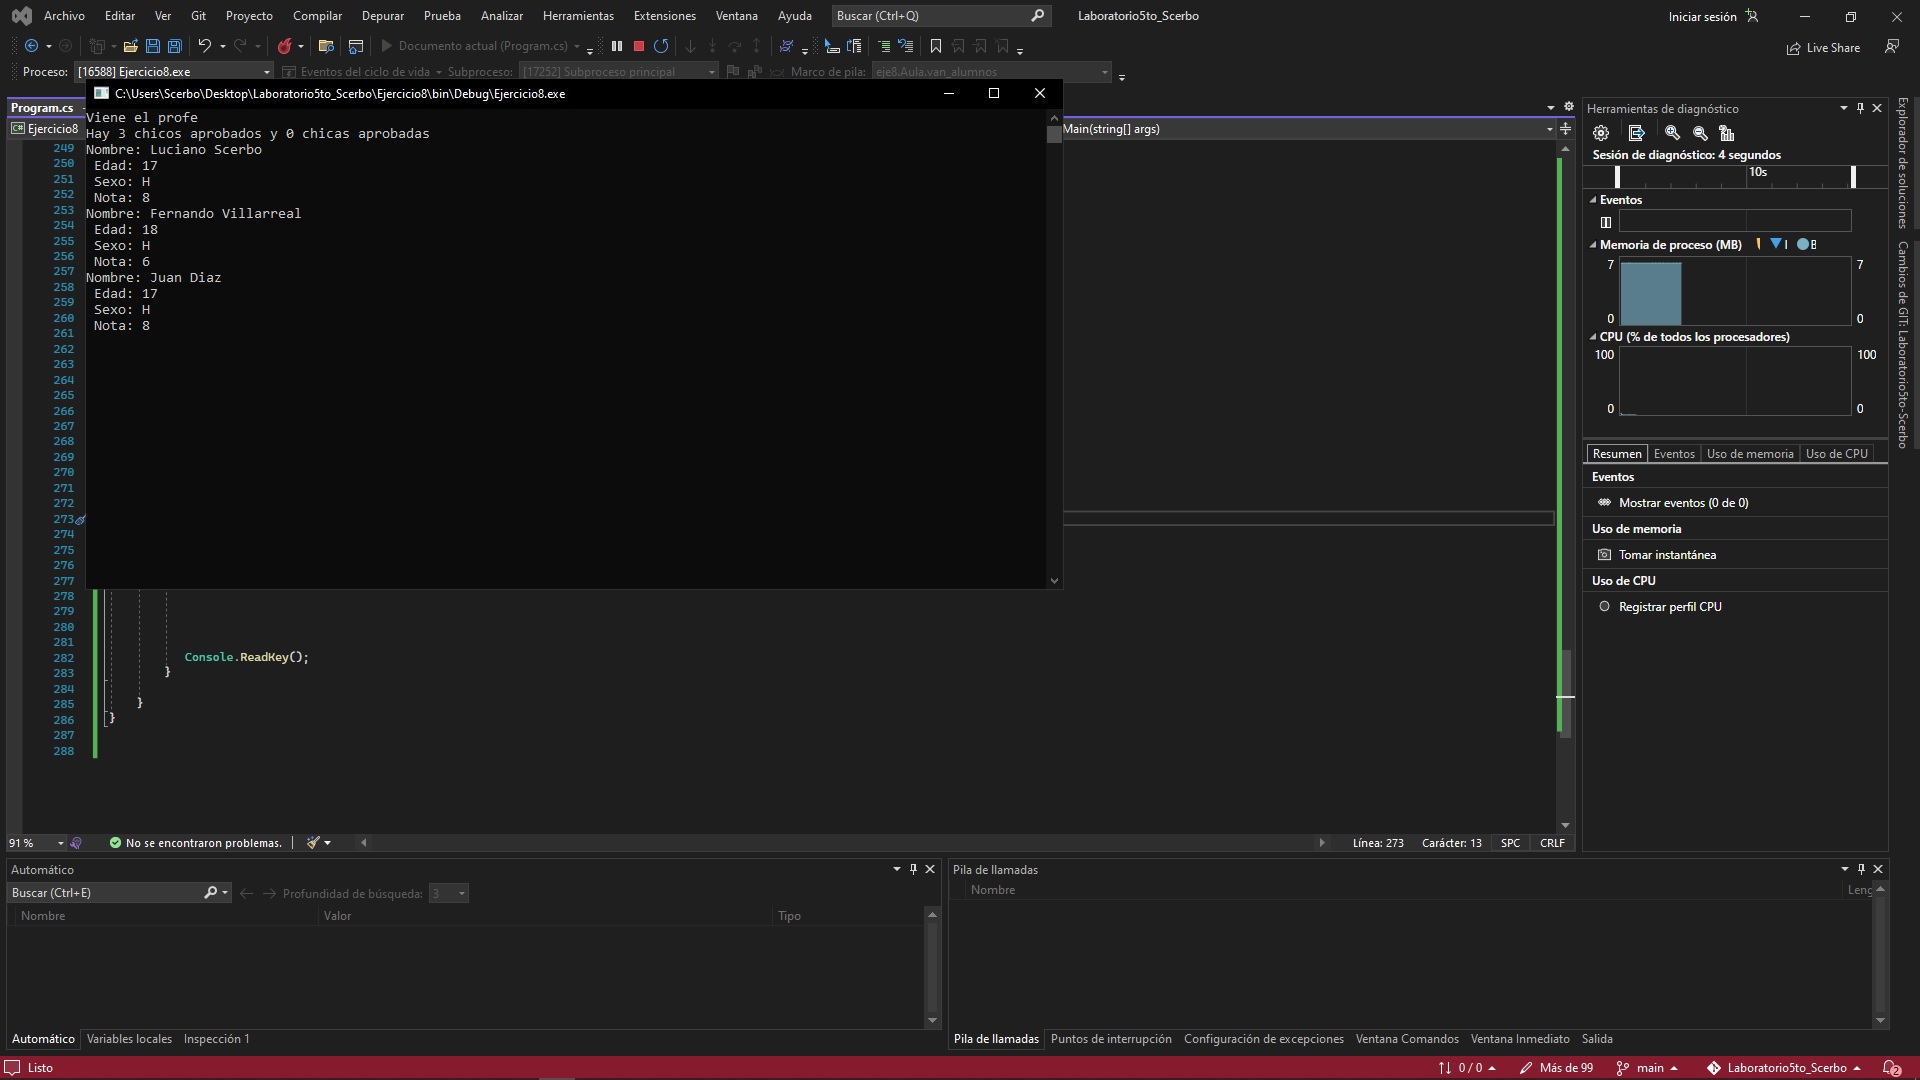 Archivo Editar Ver Git Proyecto Compilar Depurar Prueba Analizar Herramientas Extensiones Ventana Ayuda Buscar (Ctrl+Q) Laboratorio5to_Scerbo Iniciar sesión
Documento actual (Program.cs) Live Share
Proceso: [16588] Ejercicio8.exe Eventos del ciclo de vida Subproceso: [17252] Subproceso principal Marco de pila: eje8.Aula.van_alumnos
Program.cs
Ejercicio8
Main(string[] args)
C:\Users\Scerbo\Desktop\Laboratorio5to_Scerbo\Ejercicio8\bin\Debug\Ejercicio8.exe
Viene el profe
Hay 3 chicos aprobados y 0 chicas aprobadas
Nombre: Luciano Scerbo
Edad: 17
Sexo: H
Nota: 8
Nombre: Fernando Villarreal
Edad: 18
Sexo: H
Nota: 6
Nombre: Juan Diaz
Edad: 17
Sexo: H
Nota: 8
249
250
251
252
253
254
255
256
257
258
259
260
261
262
263
264
265
266
267
268
269
270
271
272
273
274
275
276
277
278
279
280
281
282 Console.ReadKey();
283 }
284
285 }
286 }
287
288
91 % No se encontraron problemas. Línea: 273 Carácter: 13 SPC CRLF
Herramientas de diagnóstico
Sesión de diagnóstico: 4 segundos
10s
Eventos
Memoria de proceso (MB) I B
7 7
0 0
CPU (% de todos los procesadores)
100 100
0 0
Resumen Eventos Uso de memoria Uso de CPU
Eventos
Mostrar eventos (0 de 0)
Uso de memoria
Tomar instantánea
Uso de CPU
Registrar perfil CPU
Explorador de soluciones
Cambios de GIT: Laboratorio5to-Scerbo
Automático
Buscar (Ctrl+E) Profundidad de búsqueda: 3
Nombre Valor Tipo
Automático Variables locales Inspección 1
Pila de llamadas
Nombre Leng
Pila de llamadas Puntos de interrupción Configuración de excepciones Ventana Comandos Ventana Inmediato Salida
Listo 0 / 0 Más de 99 main Laboratorio5to_Scerbo 2